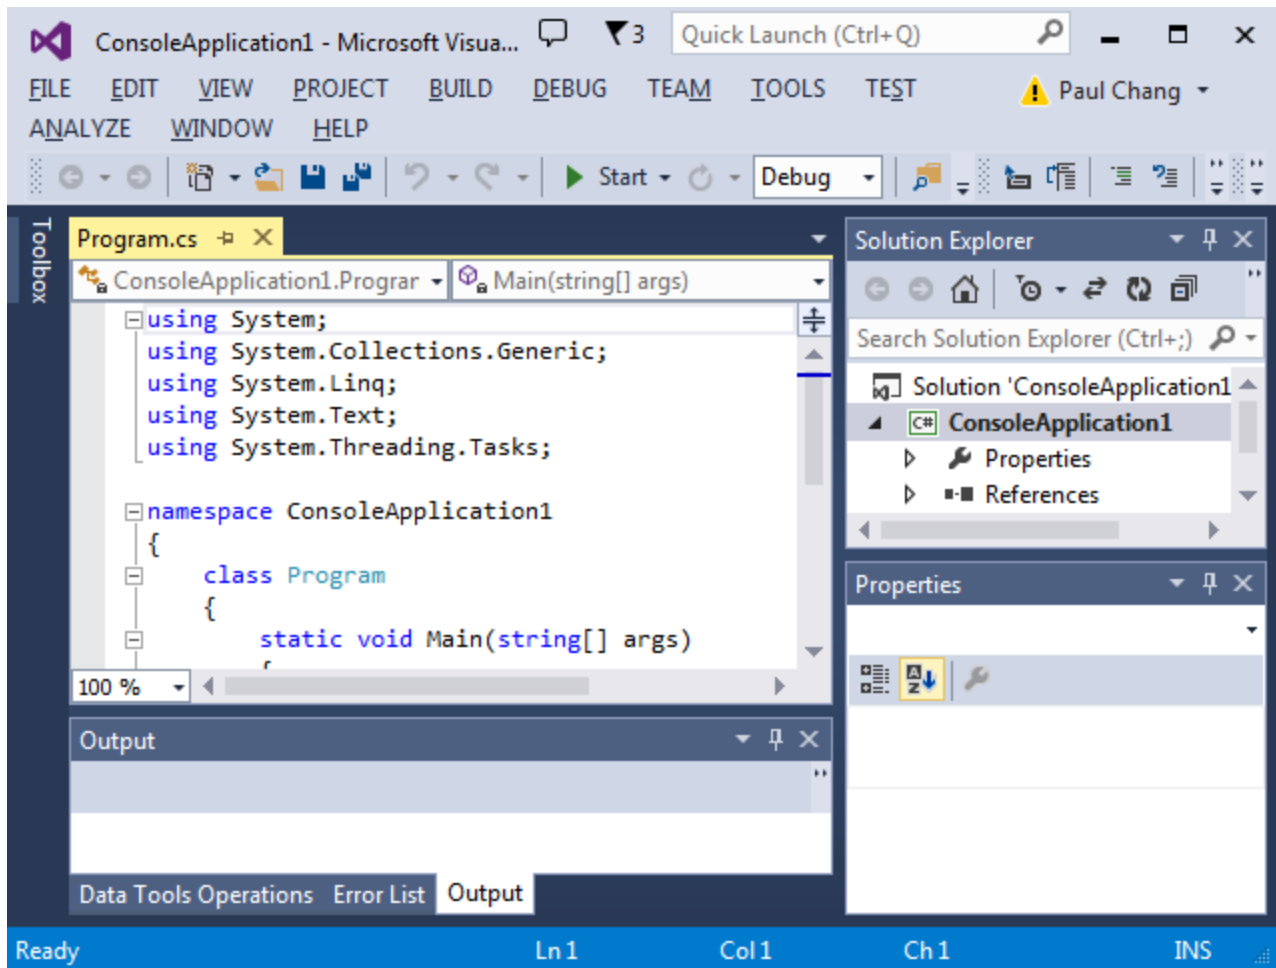 ConsoleApplication1 - Microsoft Visua... 3 Quick Launch (Ctrl+Q)
FILE EDIT VIEW PROJECT BUILD DEBUG TEAM TOOLS TEST Paul Chang
ANALYZE WINDOW HELP
Start Debug
Toolbox
Program.cs
ConsoleApplication1.Prograr Main(string[] args)
using System;
using System.Collections.Generic;
using System.Linq;
using System.Text;
using System.Threading.Tasks;
namespace ConsoleApplication1
{
class Program
{
static void Main(string[] args)
{
100 %
Solution Explorer
Search Solution Explorer (Ctrl+;)
Solution 'ConsoleApplication1
C# ConsoleApplication1
Properties
References
Properties
Output
Data Tools Operations Error List Output
Ready Ln 1 Col 1 Ch 1 INS